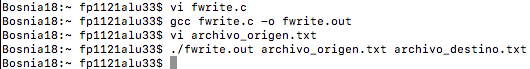 Bosnia18:~ fp1121alu33$ vi fwrite.c
Bosnia18:~ fp1121alu33$ gcc fwrite.c -o fwrite.out
Bosnia18:~ fp1121alu33$ vi archivo_origen.txt
Bosnia18:~ fp1121alu33$ ./fwrite.out archivo_origen.txt archivo_destino.txt
Bosnia18:~ fp1121alu33$